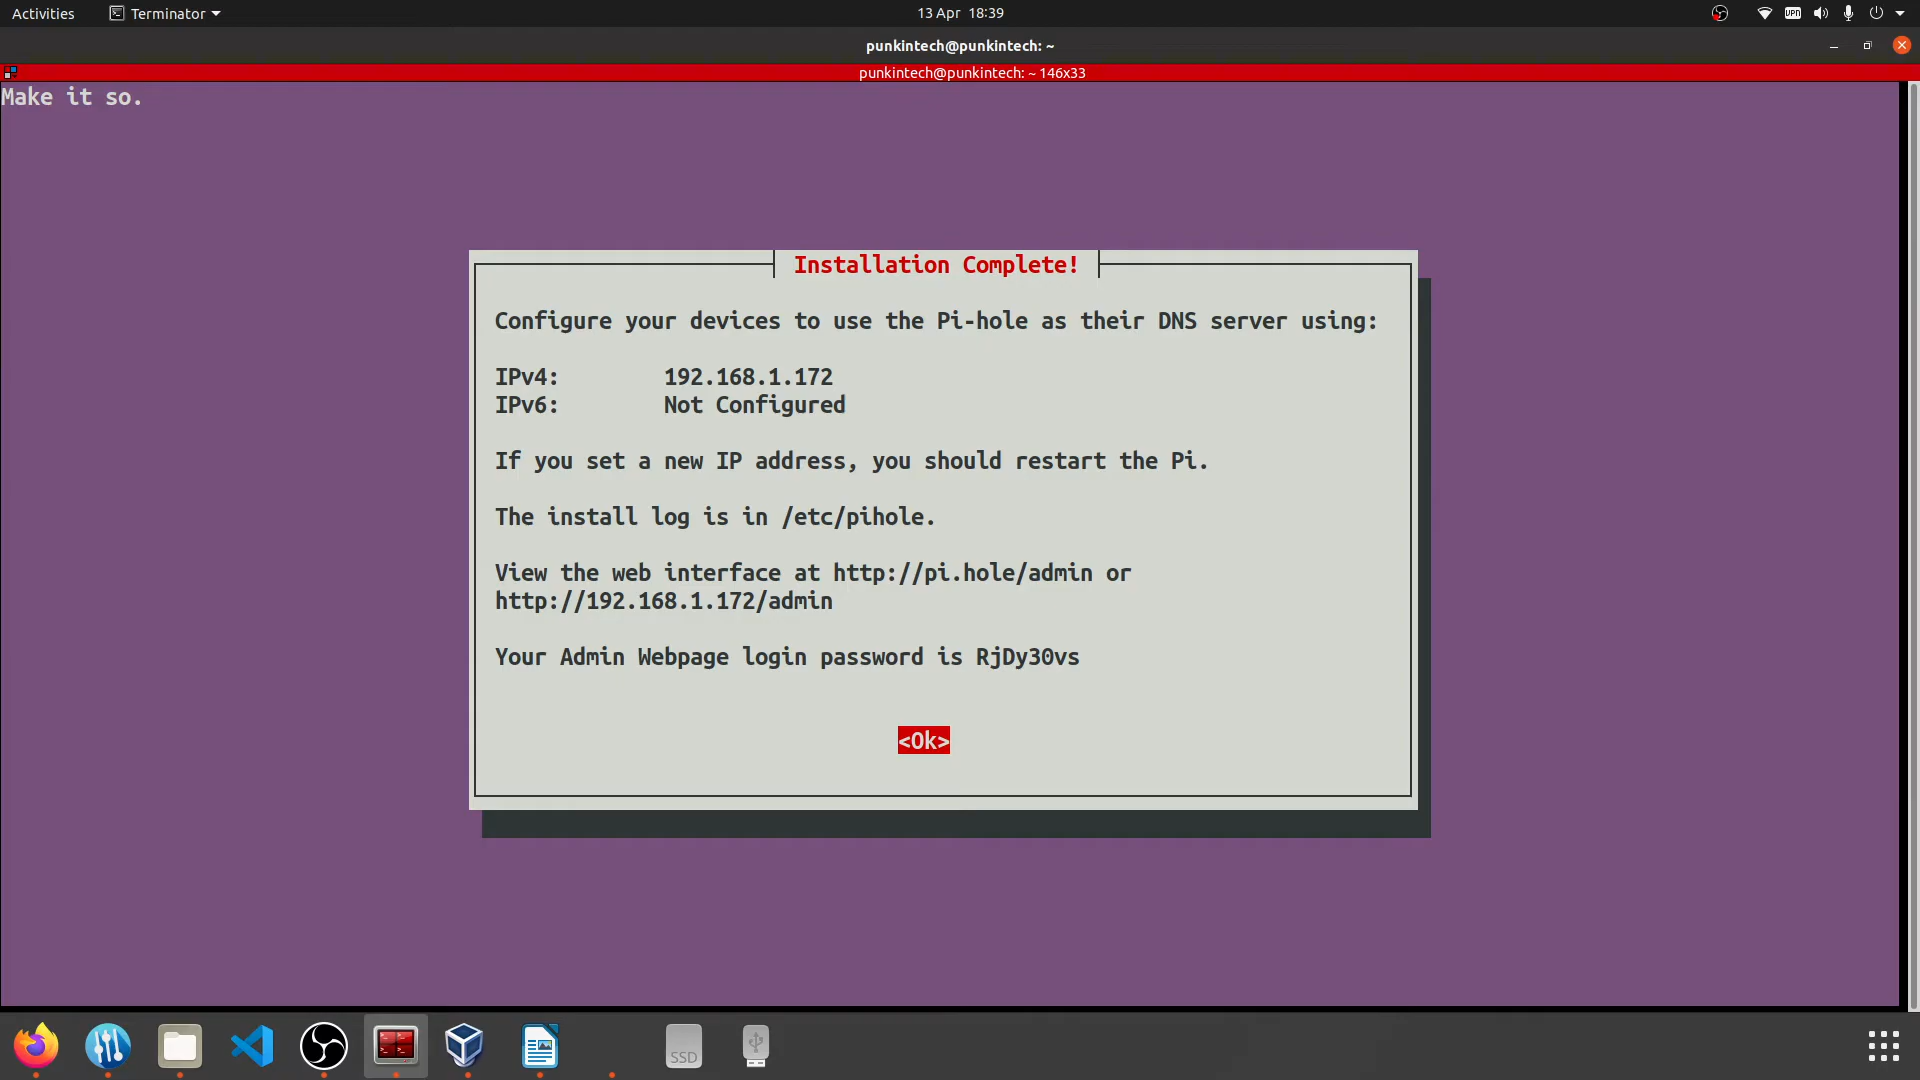 Activities Terminator 13 Apr 18:39 VPN
punkintech@punkintech: ~
punkintech@punkintech: ~ 146x33
Make it so.
Installation Complete!
Configure your devices to use the Pi-hole as their DNS server using:
IPv4: 192.168.1.172
IPv6: Not Configured
If you set a new IP address, you should restart the Pi.
The install log is in /etc/pihole.
View the web interface at http://pi.hole/admin or
http://192.168.1.172/admin
Your Admin Webpage login password is RjDy30vs
<Ok>
SSD